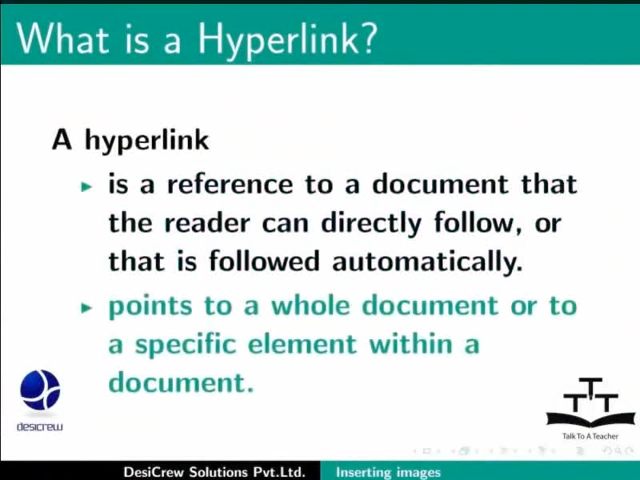 What is a Hyperlink?
A hyperlink
is a reference to a document that
the reader can directly follow, or
that is followed automatically.
points to a whole document or to
a specific element within a
document.
desicrew
TTT
Talk To A Teacher
DesiCrew Solutions Pvt.Ltd.
Inserting images